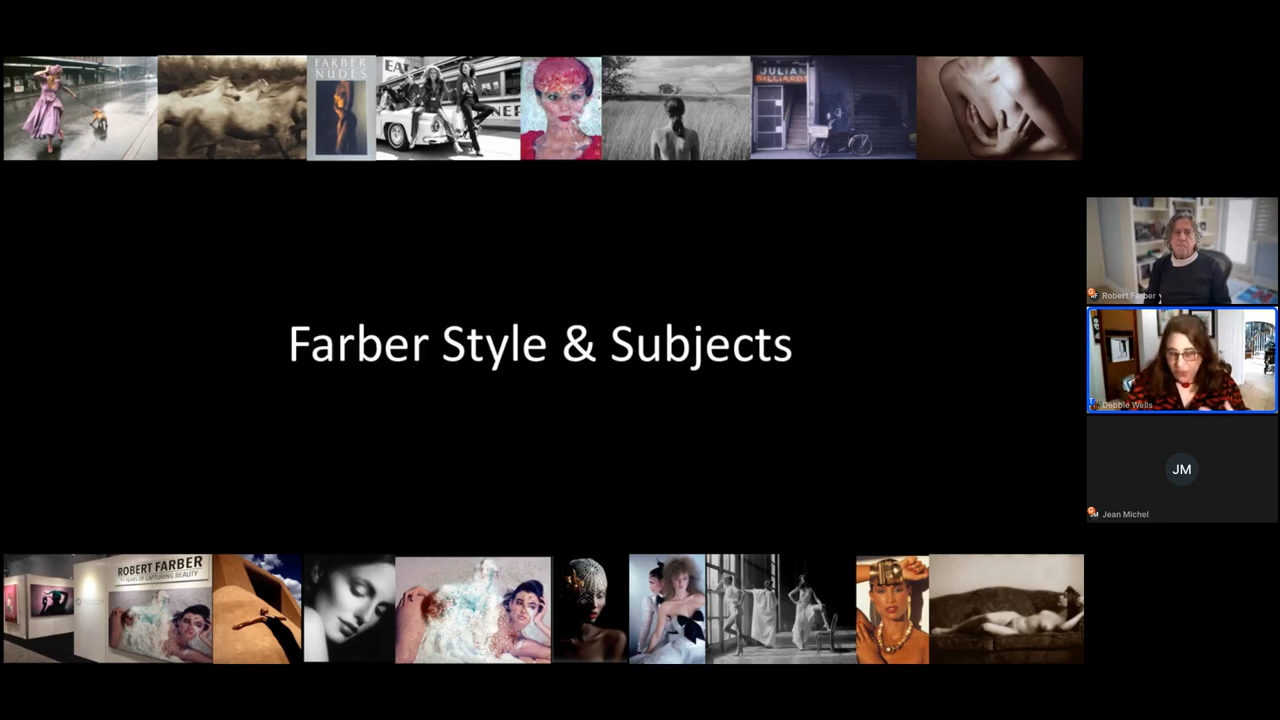 FARBER
NUDES
EAT
JULIAN
BILLIARDS
Farber Style & Subjects
Robert Farber
Debbie Wells
JM
Jean Michel
ROBERT FARBER
YEARS OF CAPTURING BEAUTY